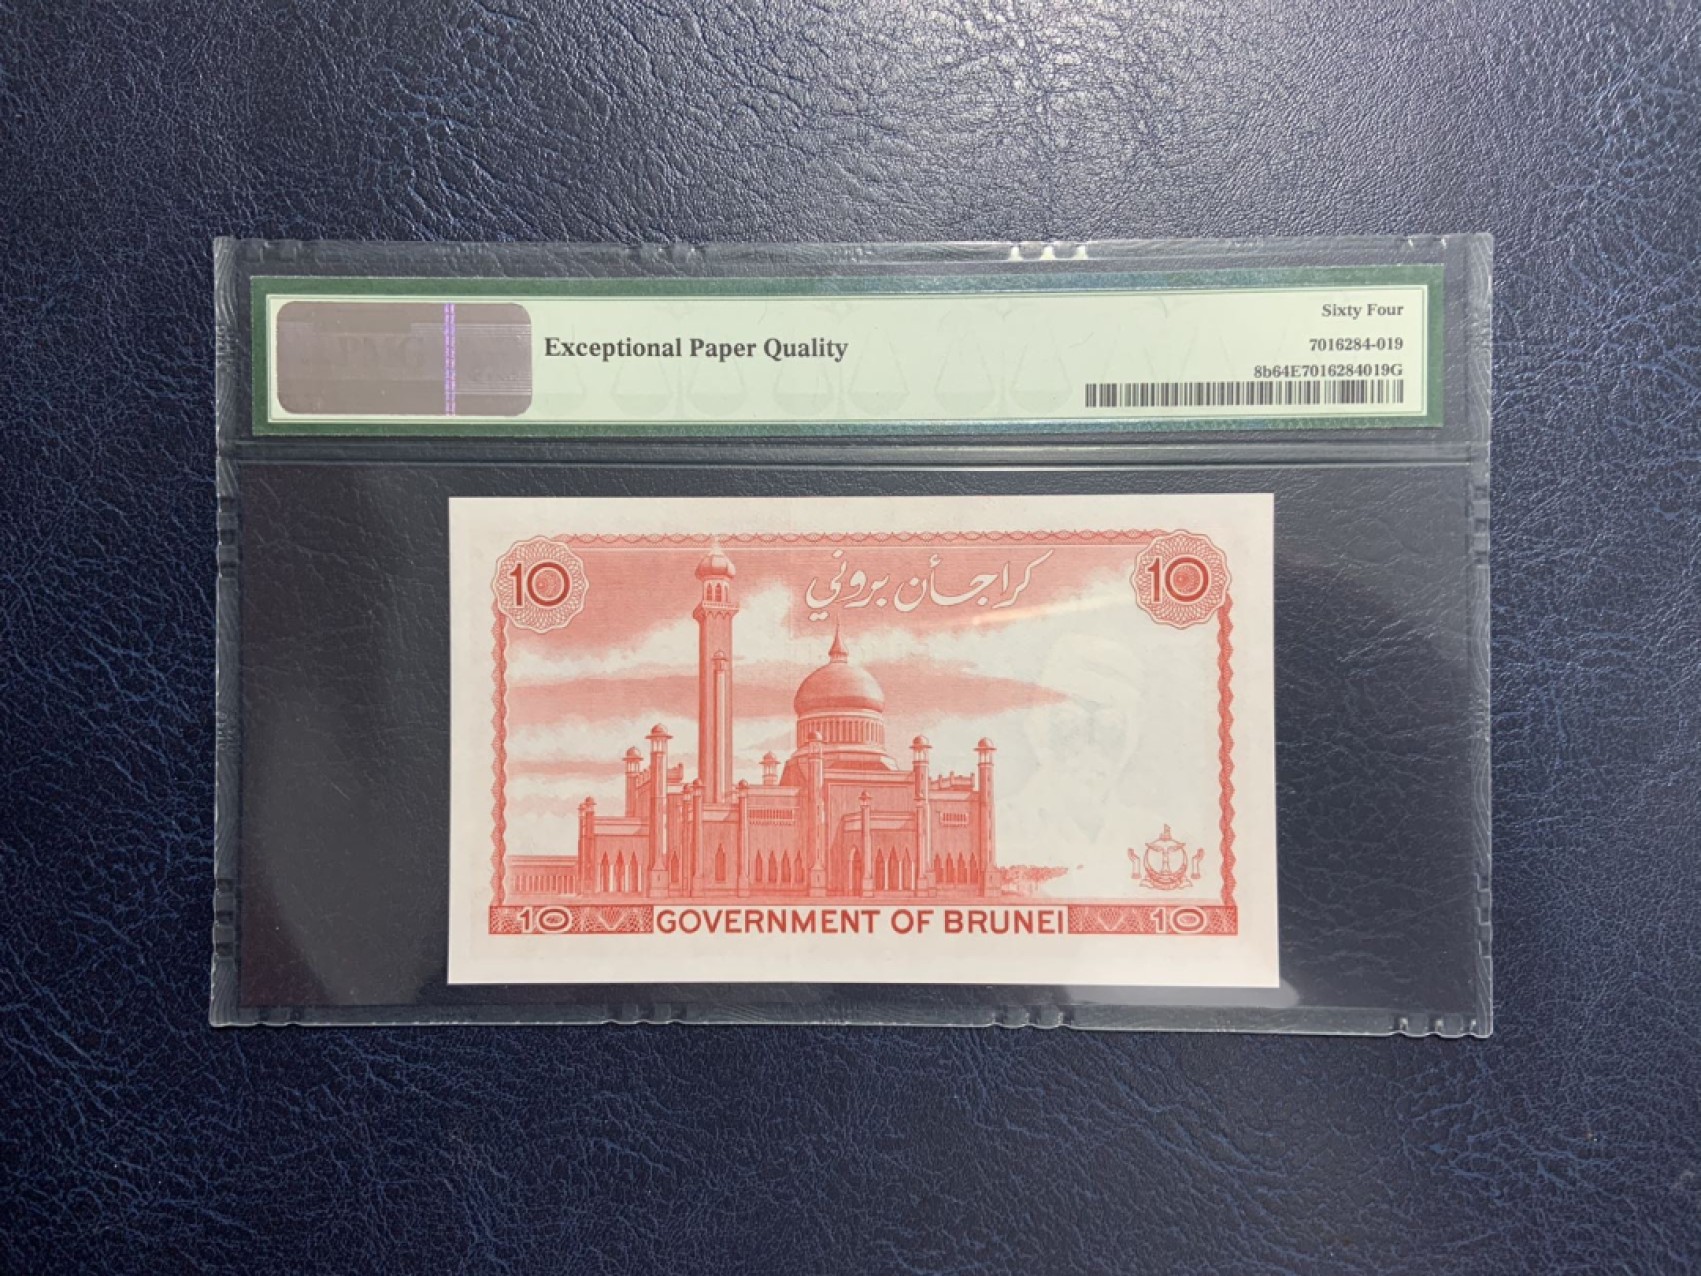 Exceptional Paper Quality
Sixty Four
7016284-019
8b64E7016284019G
10
كراجأن بروني
10
10 GOVERNMENT OF BRUNEI 10